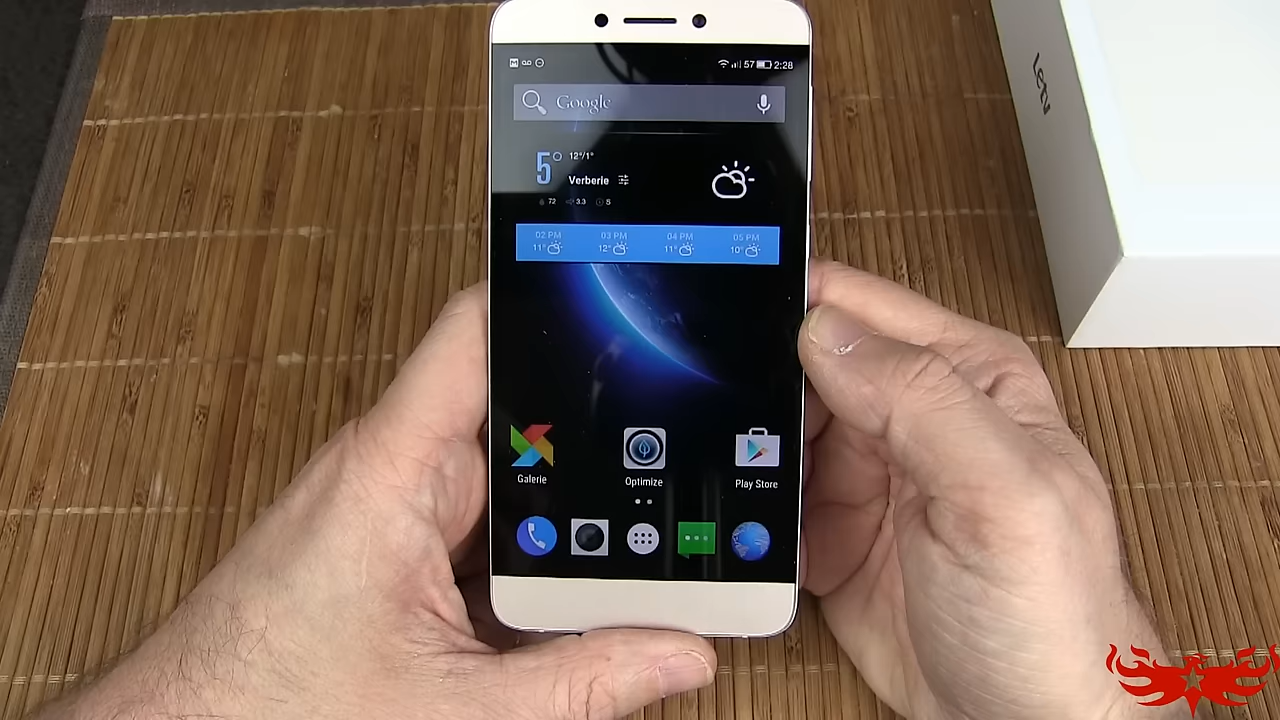 57 2:28
Google
5° 12°/1°
Verberie
72 3.3 5
02 PM 03 PM 04 PM 05 PM
11° 12° 11° 10°
Galerie Optimize Play Store
Letv